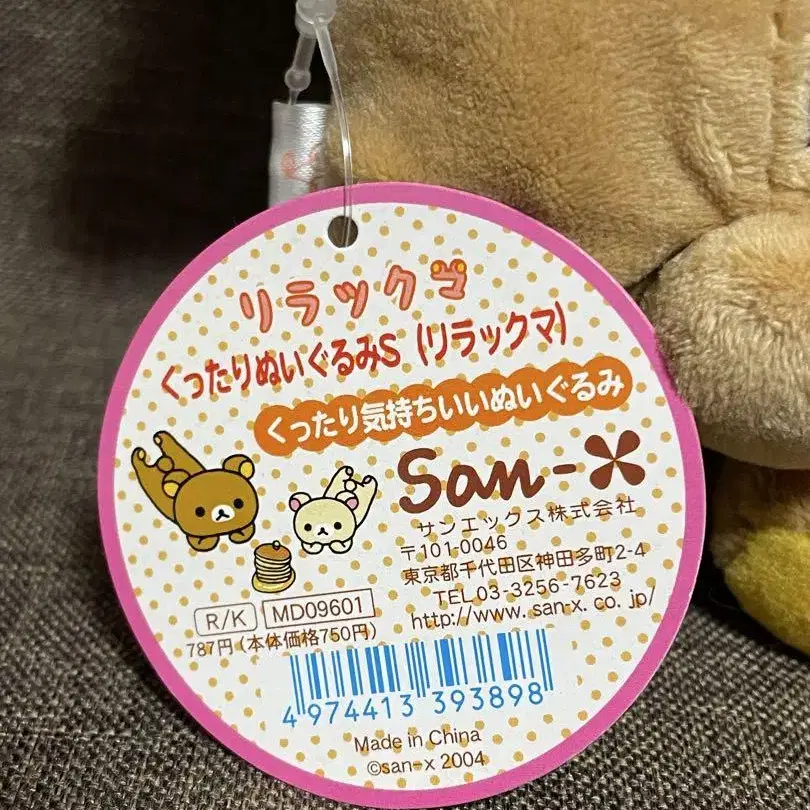 リラックマ
くったりぬいぐるみS (リラックマ)
くったり気持ちいいぬいぐるみ
San-X
サンエックス株式会社
〒101-0046
東京都千代田区神田多町2-4
TEL03-3256-7623
http://www.san-x.co.jp/
R/K MD09601
787円(本体価格750円)
4 974413 393898
Made in China
©san-x 2004